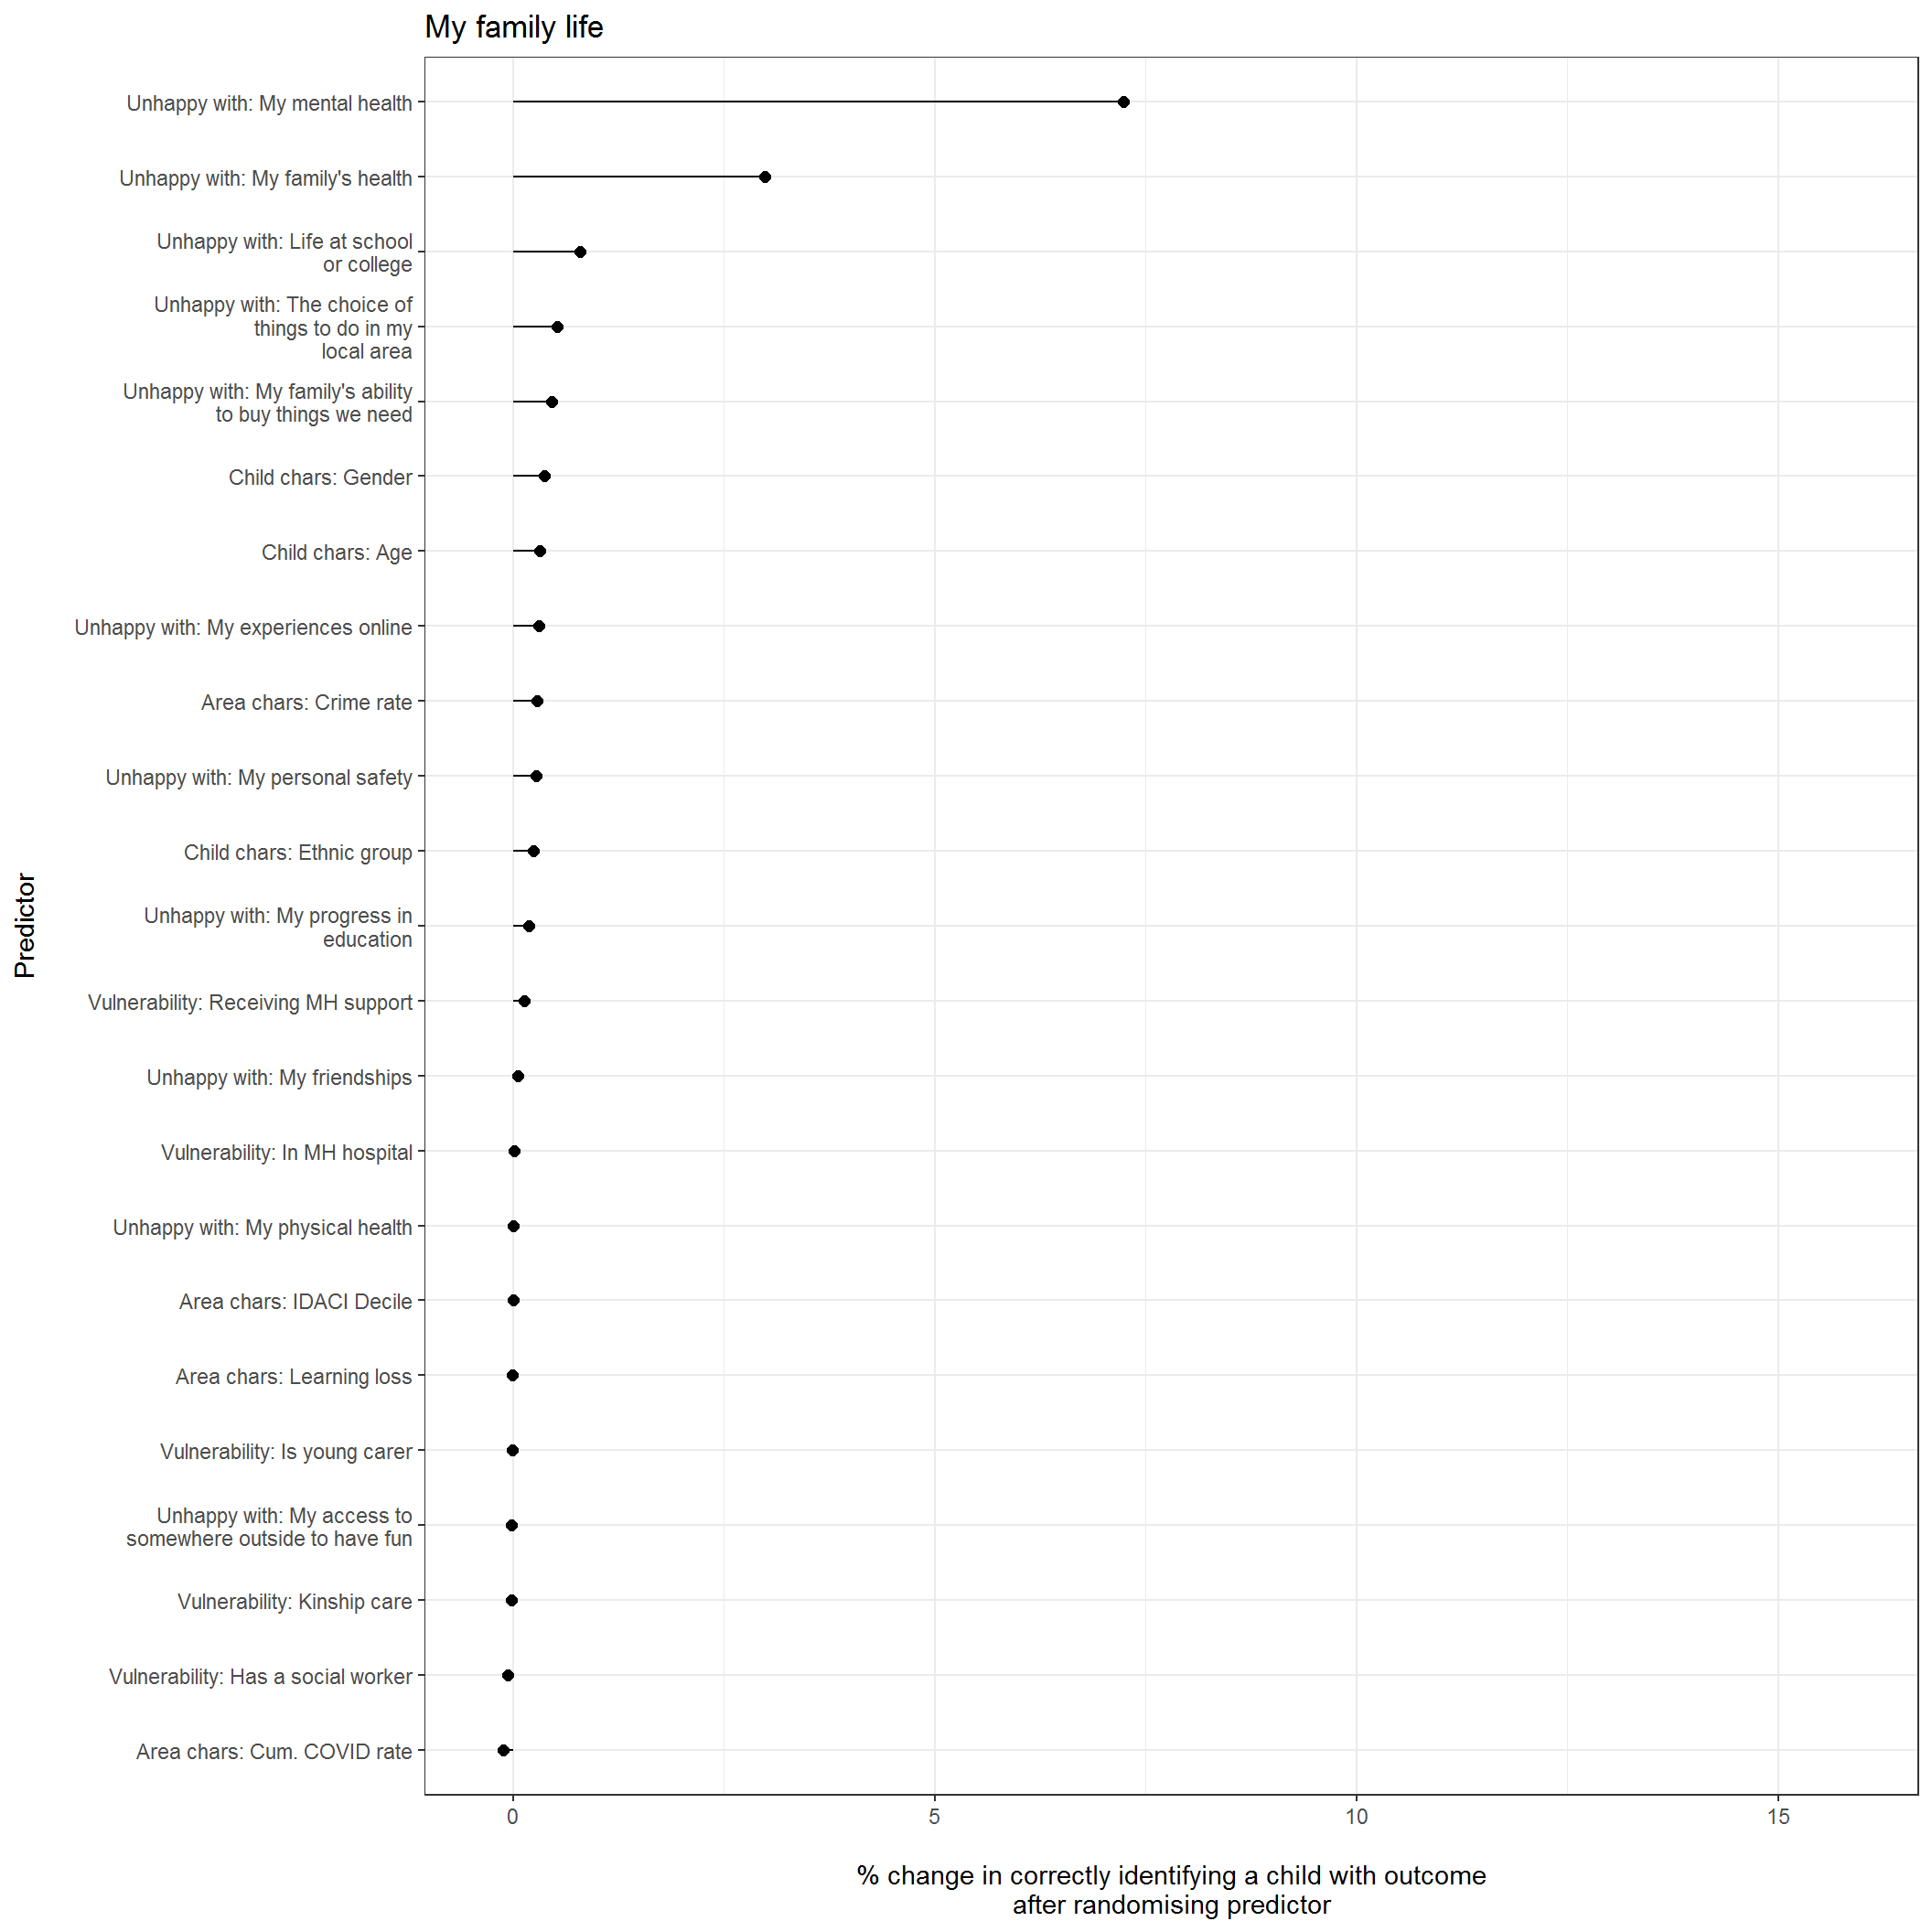 My family life
Unhappy with: My mental health
Unhappy with: My family's health
Unhappy with: Life at school
or college
Unhappy with: The choice of
things to do in my
local area
Unhappy with: My family's ability
to buy things we need
Child chars: Gender
Child chars: Age
Unhappy with: My experiences online
Area chars: Crime rate
Unhappy with: My personal safety
Child chars: Ethnic group
Unhappy with: My progress in
education
Vulnerability: Receiving MH support
Unhappy with: My friendships
Vulnerability: In MH hospital
Unhappy with: My physical health
Area chars: IDACI Decile
Area chars: Learning loss
Vulnerability: Is young carer
Unhappy with: My access to
somewhere outside to have fun
Vulnerability: Kinship care
Vulnerability: Has a social worker
Area chars: Cum. COVID rate
Predictor
0 5 10 15
% change in correctly identifying a child with outcome
after randomising predictor